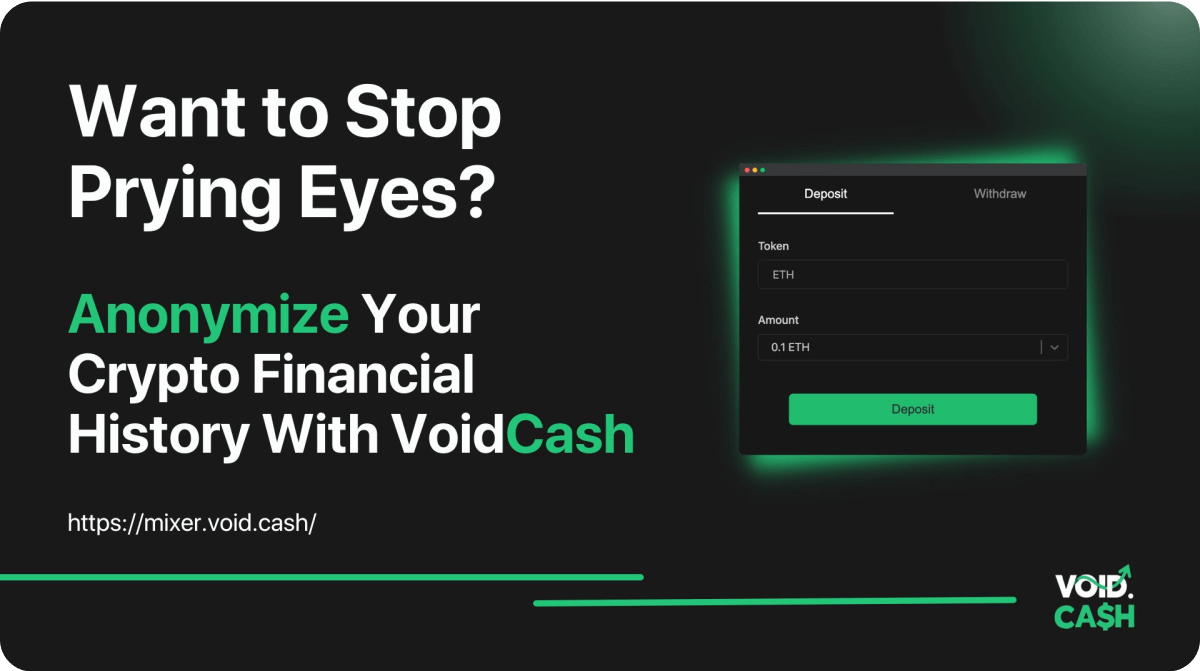 Want to Stop
Prying Eyes?
Anonymize Your
Crypto Financial
History With VoidCash
https://mixer.void.cash/
Deposit Withdraw
Token
ETH
Amount
0.1 ETH
Deposit
VOID.
CA$H